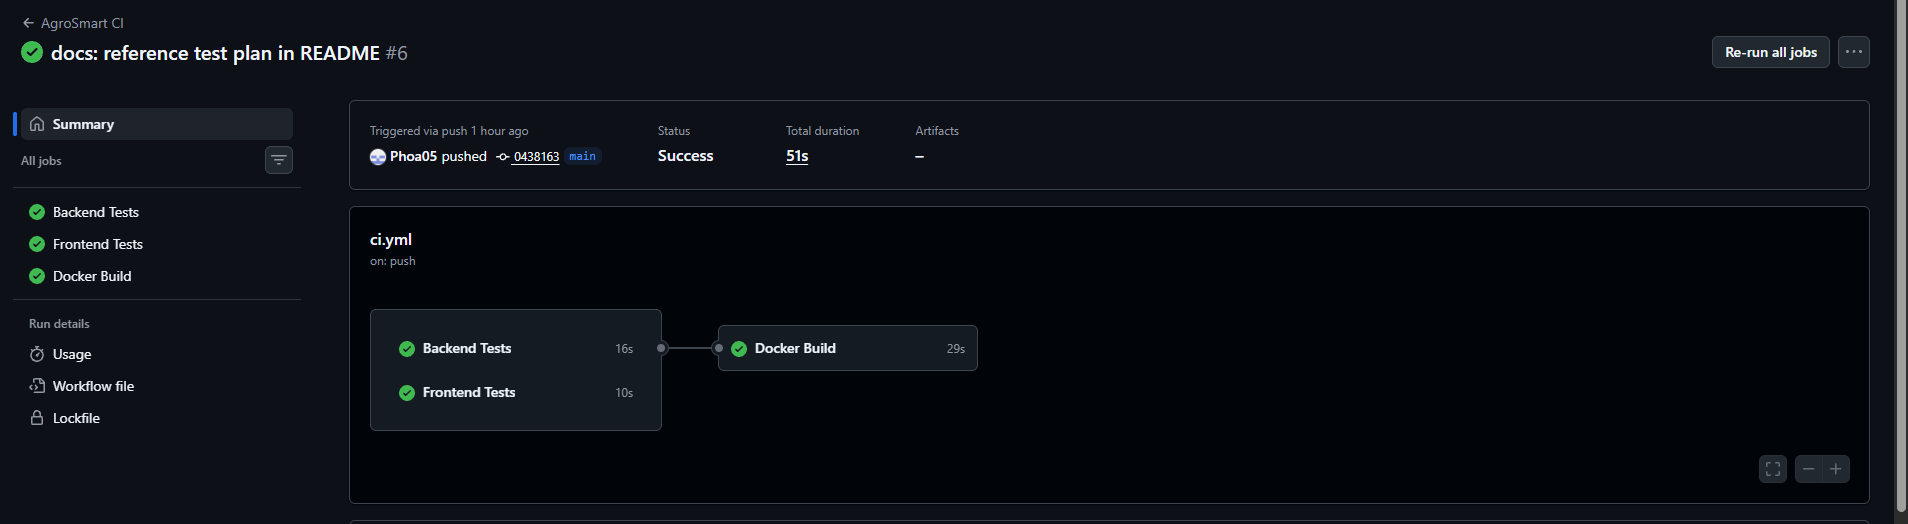 AgroSmart CI
docs: reference test plan in README #6
Re-run all jobs
Summary
All jobs
Backend Tests
Frontend Tests
Docker Build
Run details
Usage
Workflow file
Lockfile
Triggered via push 1 hour ago
Phoa05 pushed 0438163 main
Status
Success
Total duration
51s
Artifacts
–
ci.yml
on: push
Backend Tests 16s
Frontend Tests 10s
Docker Build 29s